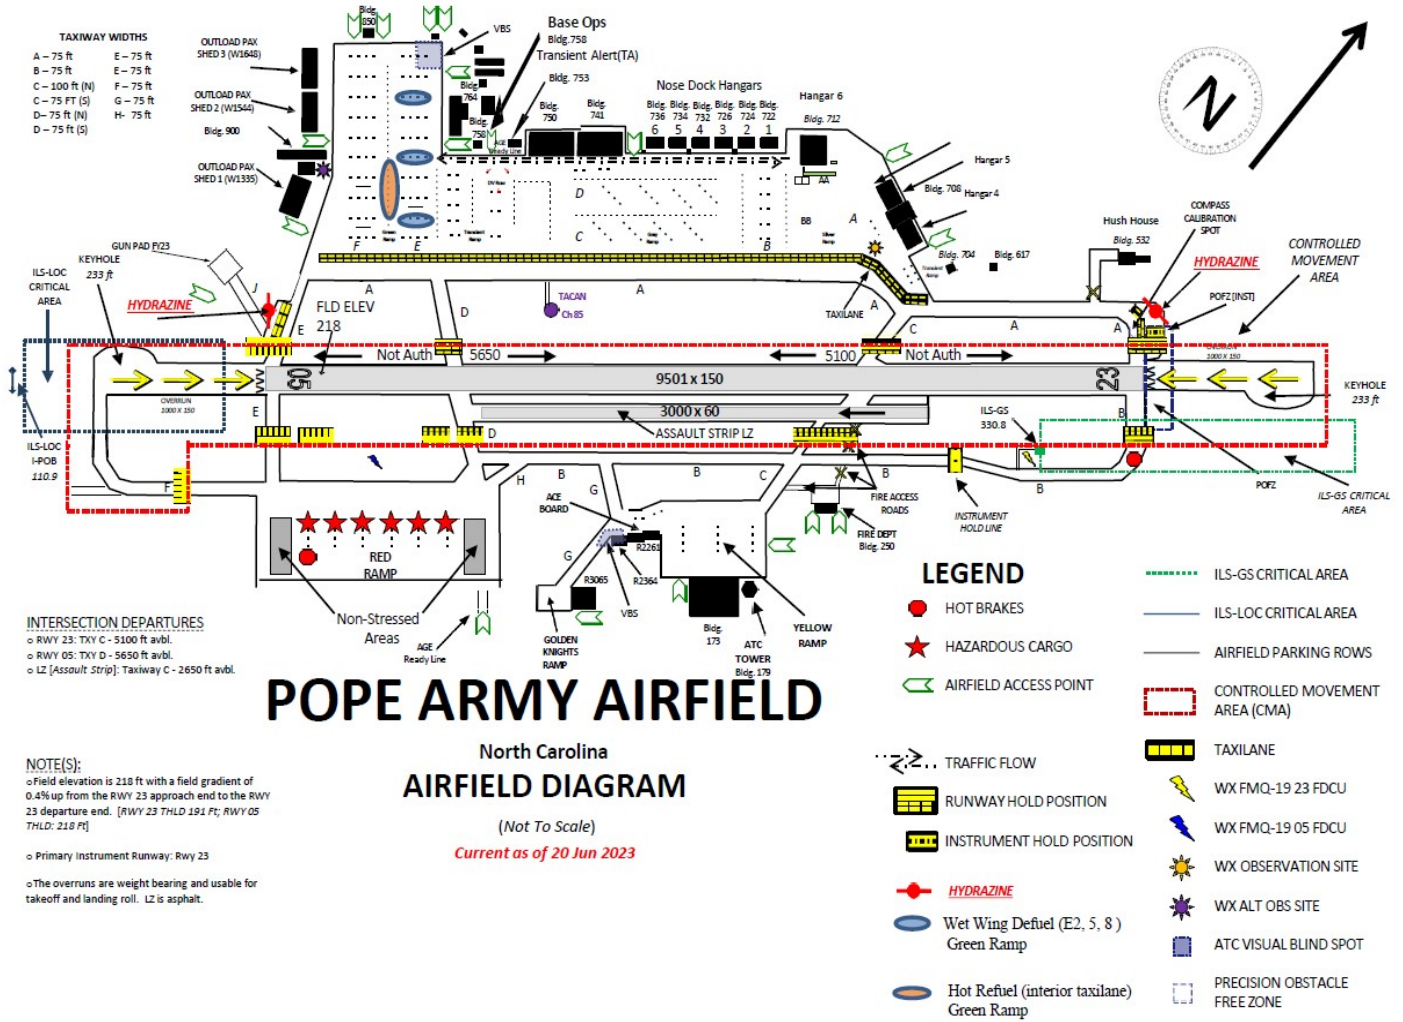 TAXIWAY WIDTHS
A – 75 ft
E – 75 ft
B – 75 ft
E – 75 ft
C – 100 ft (N)
F – 75 ft
C – 75 FT (S)
G – 75 ft
D– 75 ft (N)
H- 75 ft
D – 75 ft (S)
OUTLOAD PAX
SHED 3 (W1648)
OUTLOAD PAX
SHED 2 (W1544)
Bldg. 900
OUTLOAD PAX
SHED 1 (W1335)
Bldg.
850
VBS
Base Ops
Bldg.758
Transient Alert(TA)
Bldg. 753
Bldg.
764
Bldg.
758
AGE
Ready Line
Bldg.
750
Bldg.
741
Nose Dock Hangars
Bldg. Bldg. Bldg. Bldg. Bldg. Bldg.
736 734 732 726 724 722
6 5 4 3 2 1
Hangar 6
Bldg. 712
AA
BB
A
Hangar 5
Bldg. 708
Hangar 4
Bldg. 704
Bldg. 617
Transient
Ramp
Hush House
Bldg. 532
COMPASS
CALIBRATION
SPOT
HYDRAZINE
CONTROLLED
MOVEMENT
AREA
POFZ [INST]
N
D
C
B
F
E
Green
Ramp
Transient
Ramp
Gray
Ramp
Silver
Ramp
GUN PAD FY23
KEYHOLE
233 ft
ILS-LOC
CRITICAL
AREA
HYDRAZINE
J
E
FLD ELEV
218
A
D
TACAN
Ch 85
A
TAXILANE
A
C
A
A
Not Auth
5650
5100
Not Auth
OVERRUN
1000 X 150
05
9501 x 150
23
OVERRUN
1000 X 150
KEYHOLE
233 ft
3000 x 60
ASSAULT STRIP LZ
ILS-GS
330.8
B
E
D
ILS-LOC
I-POB
110.9
F
H
B
G
B
C
B
ACE
BOARD
FIRE ACCESS
ROADS
INSTRUMENT
HOLD LINE
POFZ
ILS-GS CRITICAL
AREA
FIRE DEPT
Bldg. 250
RED
RAMP
G
R2261
R3065
R2364
VBS
Non-Stressed
Areas
AGE
Ready Line
GOLDEN
KNIGHTS
RAMP
Bldg.
173
ATC
TOWER
Bldg. 179
YELLOW
RAMP
INTERSECTION DEPARTURES
o RWY 23: TXY C - 5100 ft avbl.
o RWY 05: TXY D - 5650 ft avbl.
o LZ [Assault Strip]: Taxiway C - 2650 ft avbl.
POPE ARMY AIRFIELD
North Carolina
AIRFIELD DIAGRAM
(Not To Scale)
Current as of 20 Jun 2023
NOTE(S):
o Field elevation is 218 ft with a field gradient of
0.4% up from the RWY 23 approach end to the RWY
23 departure end. [RWY 23 THLD 191 Ft; RWY 05
THLD: 218 Ft]
o Primary Instrument Runway: Rwy 23
o The overruns are weight bearing and usable for
takeoff and landing roll. LZ is asphalt.
LEGEND
HOT BRAKES
HAZARDOUS CARGO
AIRFIELD ACCESS POINT
TRAFFIC FLOW
RUNWAY HOLD POSITION
INSTRUMENT HOLD POSITION
HYDRAZINE
Wet Wing Defuel (E2, 5, 8 )
Green Ramp
Hot Refuel (interior taxilane)
Green Ramp
ILS-GS CRITICAL AREA
ILS-LOC CRITICAL AREA
AIRFIELD PARKING ROWS
CONTROLLED MOVEMENT
AREA (CMA)
TAXILANE
WX FMQ-19 23 FDCU
WX FMQ-19 05 FDCU
WX OBSERVATION SITE
WX ALT OBS SITE
ATC VISUAL BLIND SPOT
PRECISION OBSTACLE
FREE ZONE